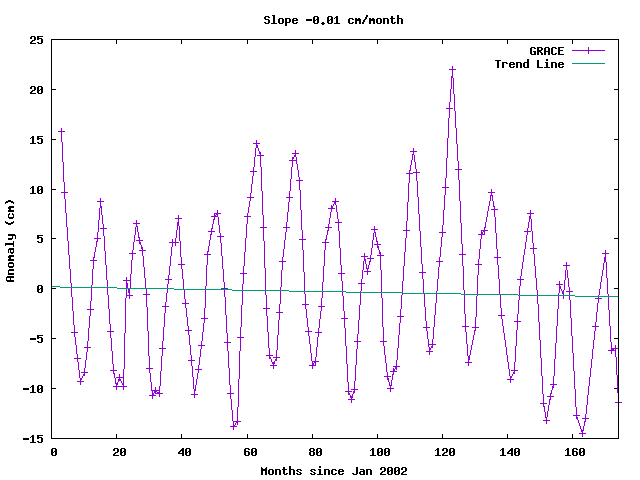 Slope -0.01 cm/month
25
20
15
10
5
0
-5
-10
-15
Anomaly (cm)
GRACE
Trend Line
0 20 40 60 80 100 120 140 160
Months since Jan 2002